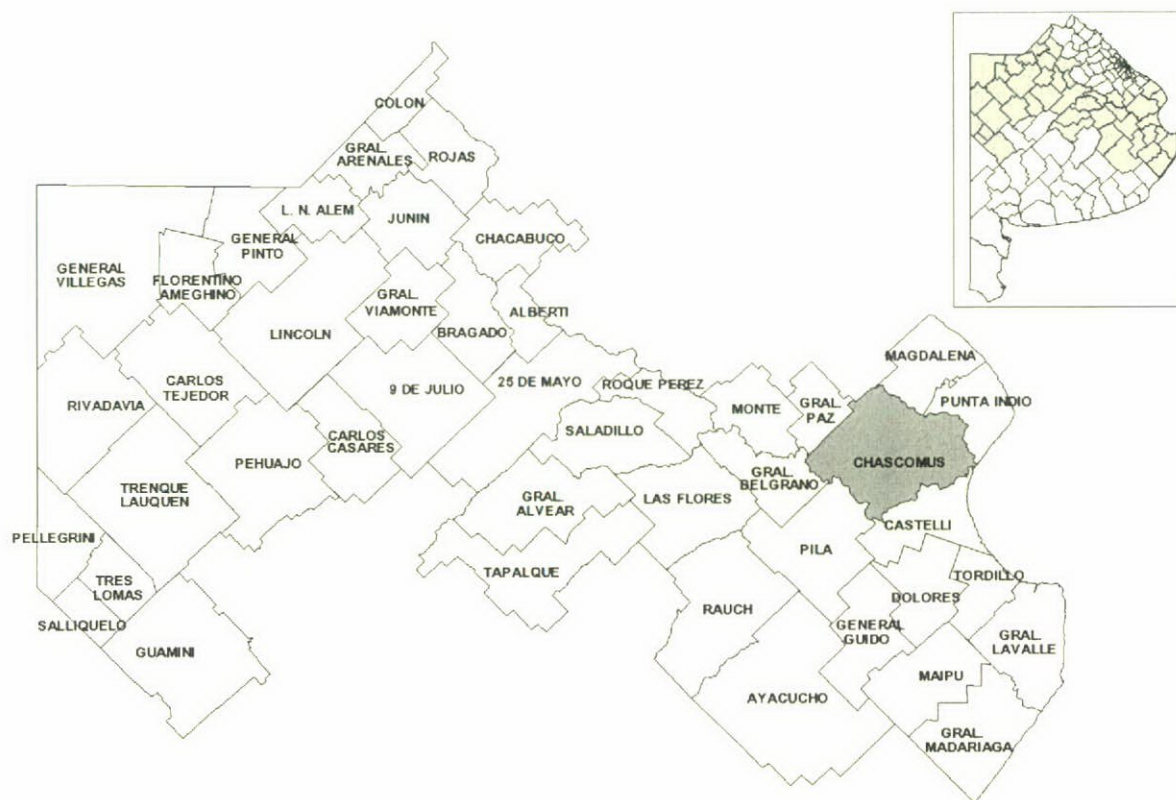 COLON
GRAL.
ARENALES
ROJAS
L. N. ALEM
JUNIN
CHACABUCO
GENERAL
PINTO
GENERAL
VILLEGAS
FLORENTINO
AMEGHINO
GRAL.
VIAMONTE
ALBERTI
LINCOLN
BRAGADO
MAGDALENA
CARLOS
TEJEDOR
9 DE JULIO
25 DE MAYO
ROQUE PEREZ
MONTE
GRAL.
PAZ
PUNTA INDIO
RIVADAVIA
SALADILLO
CARLOS
CASARES
PEHUAJO
CHASCOMUS
GRAL.
BELGRANO
TRENQUE
LAUQUEN
GRAL.
ALVEAR
LAS FLORES
CASTELLI
PELLEGRINI
PILA
TAPALQUE
TORDILLO
TRES
LOMAS
DOLORES
RAUCH
SALLIQUELO
GENERAL
GUIDO
GRAL.
LAVALLE
GUAMINI
MAIPU
AYACUCHO
GRAL.
MADARIAGA